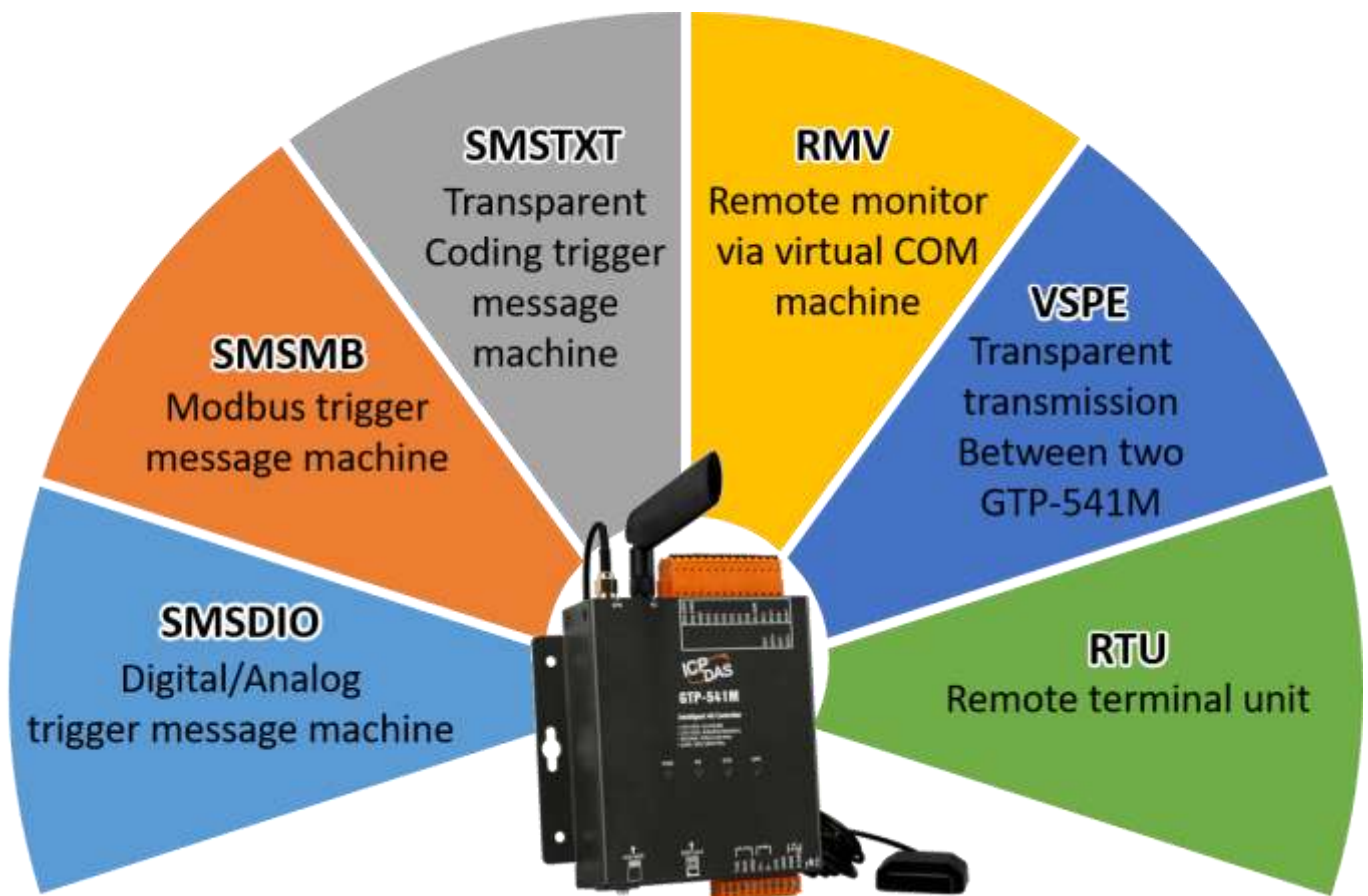 SMSTXT
Transparent
Coding trigger
message
machine
RMV
Remote monitor
via virtual COM
machine
SMSMB
Modbus trigger
message machine
VSPE
Transparent
transmission
Between two
GTP-541M
SMSDIO
Digital/Analog
trigger message machine
RTU
Remote terminal unit
ICP
DAS
GTP-541M